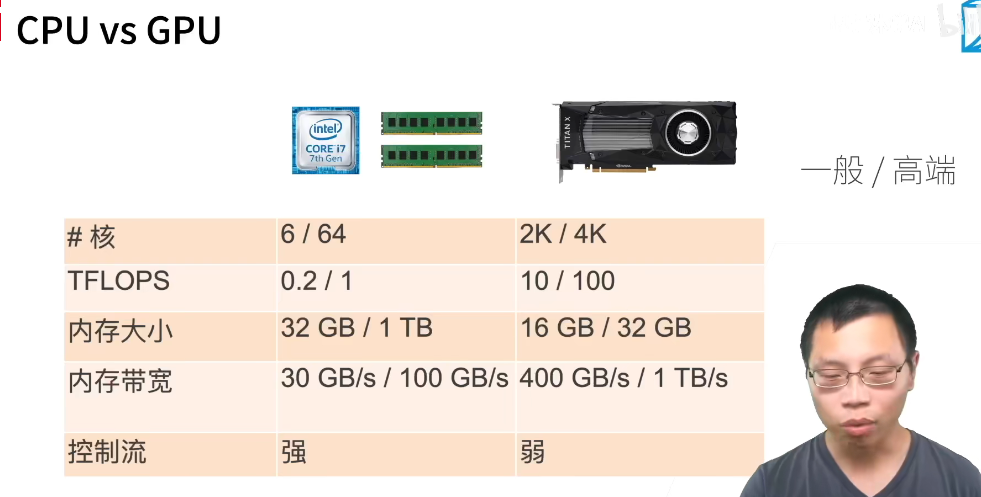 CPU vs GPU
intel
CORE i7
7th Gen
TITAN X
一般 / 高端
# 核 6 / 64 2K / 4K
TFLOPS 0.2 / 1 10 / 100
内存大小 32 GB / 1 TB 16 GB / 32 GB
内存带宽 30 GB/s / 100 GB/s 400 GB/s / 1 TB/s
控制流 强 弱